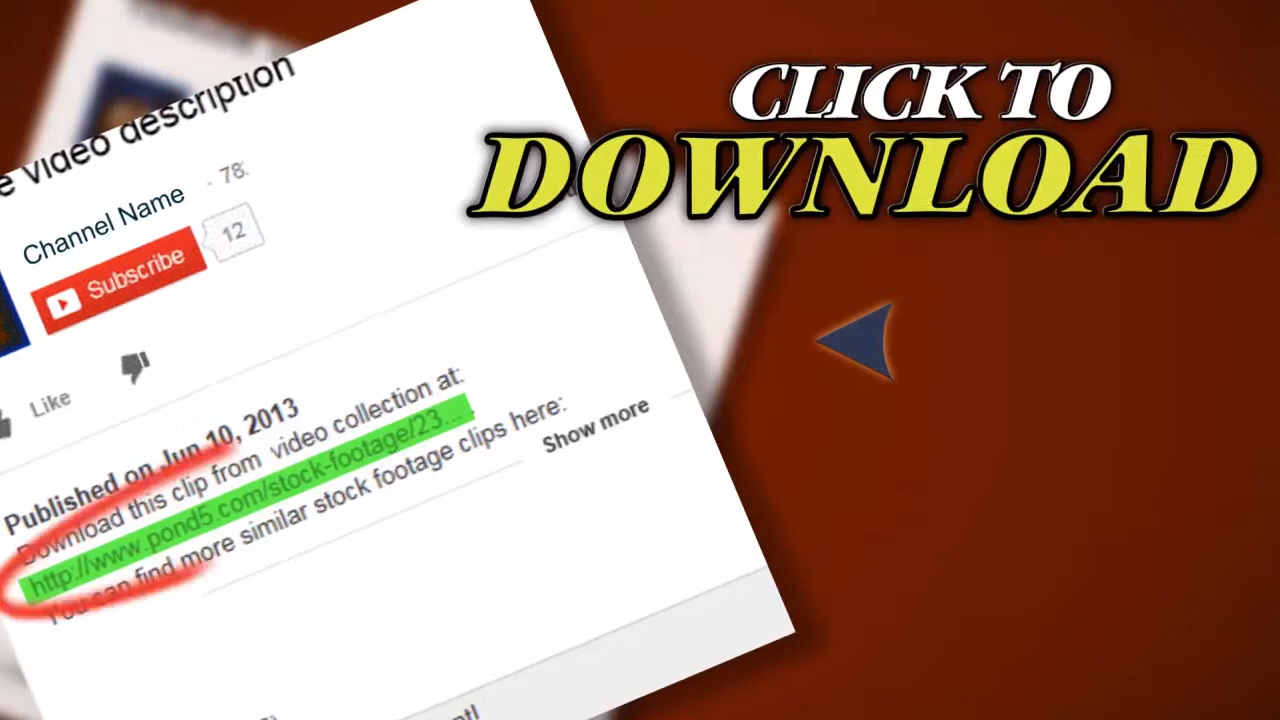 CLICK TO
DOWNLOAD
video description
Channel Name · 78
Subscribe 12
Like
Published on Jun 10, 2013
Download this clip from video collection at:
http://www.pond5.com/stock-footage/23...
You can find more similar stock footage clips here:
Show more